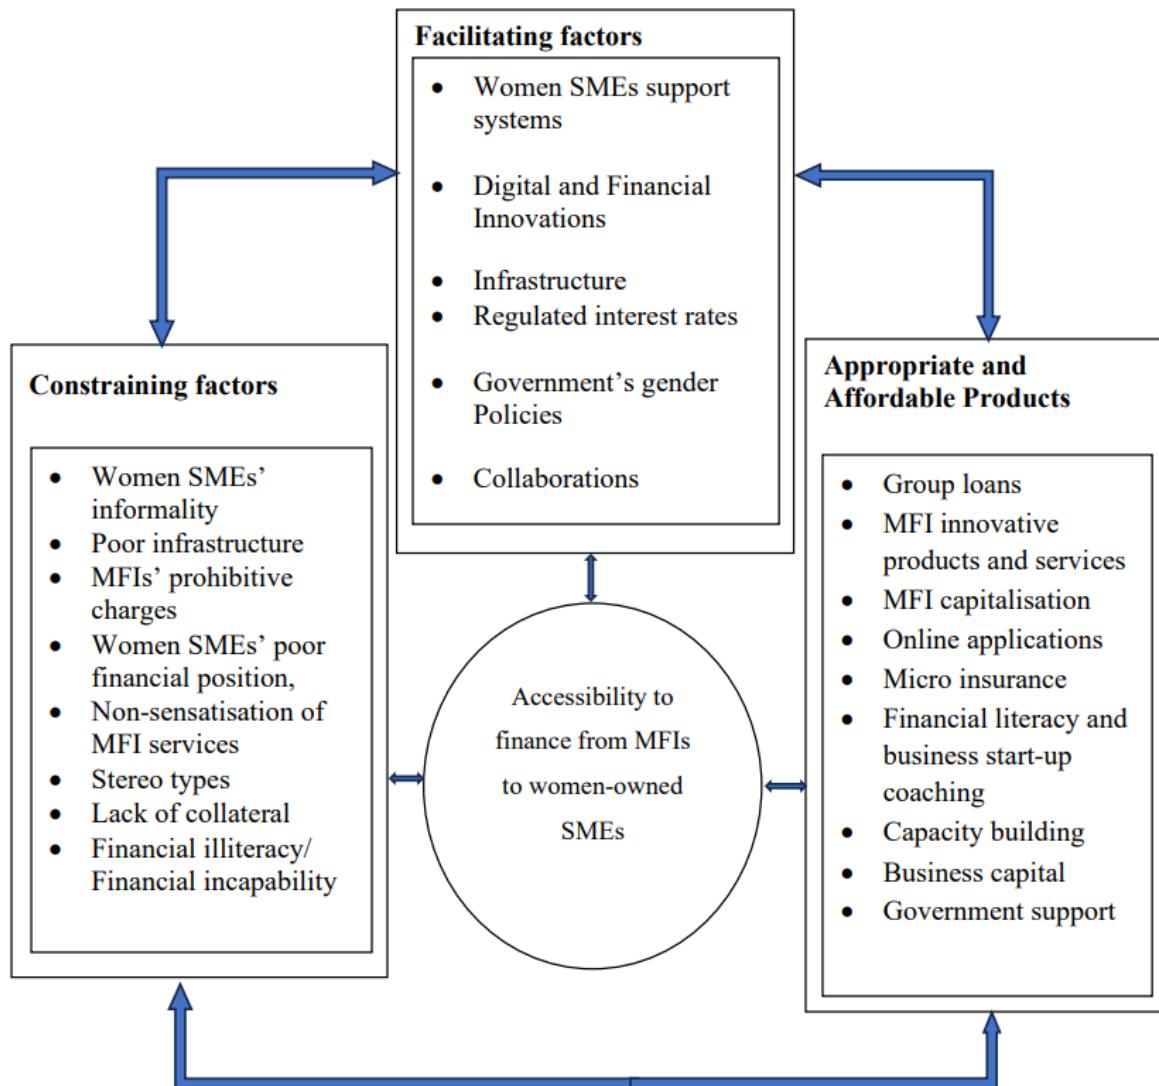 Facilitating factors
• Women SMEs support
systems
• Digital and Financial
Innovations
• Infrastructure
• Regulated interest rates
• Government's gender
Policies
• Collaborations
Constraining factors
• Women SMEs'
informality
• Poor infrastructure
• MFIs' prohibitive
charges
• Women SMEs' poor
financial position,
• Non-sensatisation of
MFI services
• Stereo types
• Lack of collateral
• Financial illiteracy/
Financial incapability
Accessibility to
finance from MFIs
to women-owned
SMEs
Appropriate and
Affordable Products
• Group loans
• MFI innovative
products and services
• MFI capitalisation
• Online applications
• Micro insurance
• Financial literacy and
business start-up
coaching
• Capacity building
• Business capital
• Government support